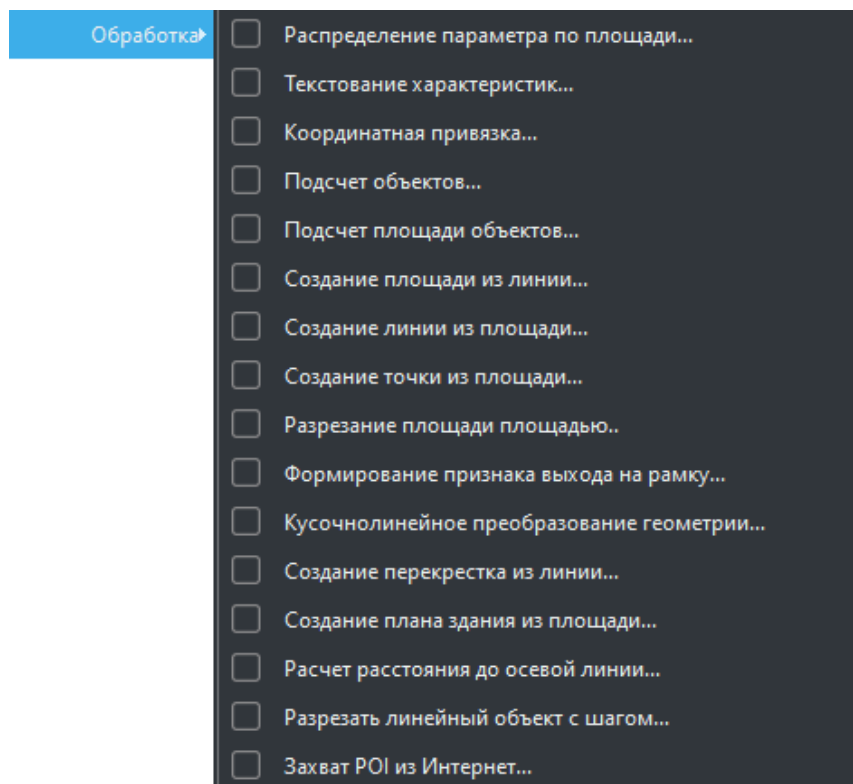 Обработка
Распределение параметра по площади...
Текстование характеристик...
Координатная привязка...
Подсчет объектов...
Подсчет площади объектов...
Создание площади из линии...
Создание линии из площади...
Создание точки из площади...
Разрезание площади площадью..
Формирование признака выхода на рамку...
Кусочнолинейное преобразование геометрии...
Создание перекрестка из линии...
Создание плана здания из площади...
Расчет расстояния до осевой линии...
Разрезать линейный объект с шагом...
Захват POI из Интернет...